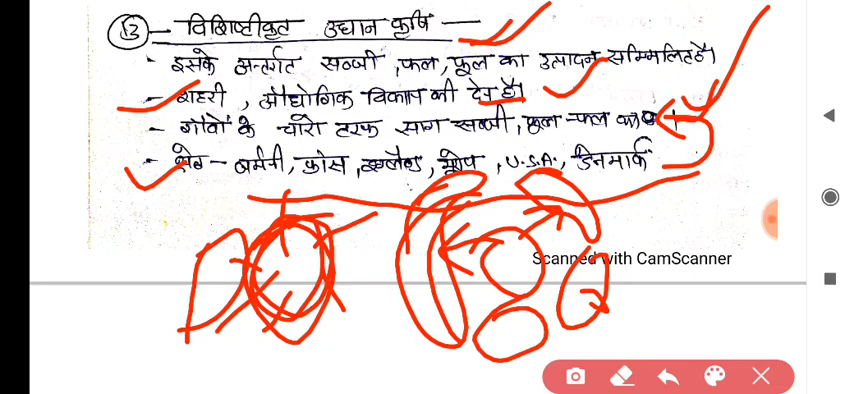 (12) - विशिष्टीकृत उद्यान कृषि —
- इसके अन्तर्गत सब्जी, फल, फूल का उत्पादन सम्मिलित है।
- शहरी, औद्योगिक विकास की देन है।
- गाँवों के चारो तरफ साग सब्जी, फूल-फल का
- क्षेत्र - जर्मनी, फ्रांस, इंग्लैण्ड, यूरोप, U.S.A., डेनमार्क
Scanned with CamScanner